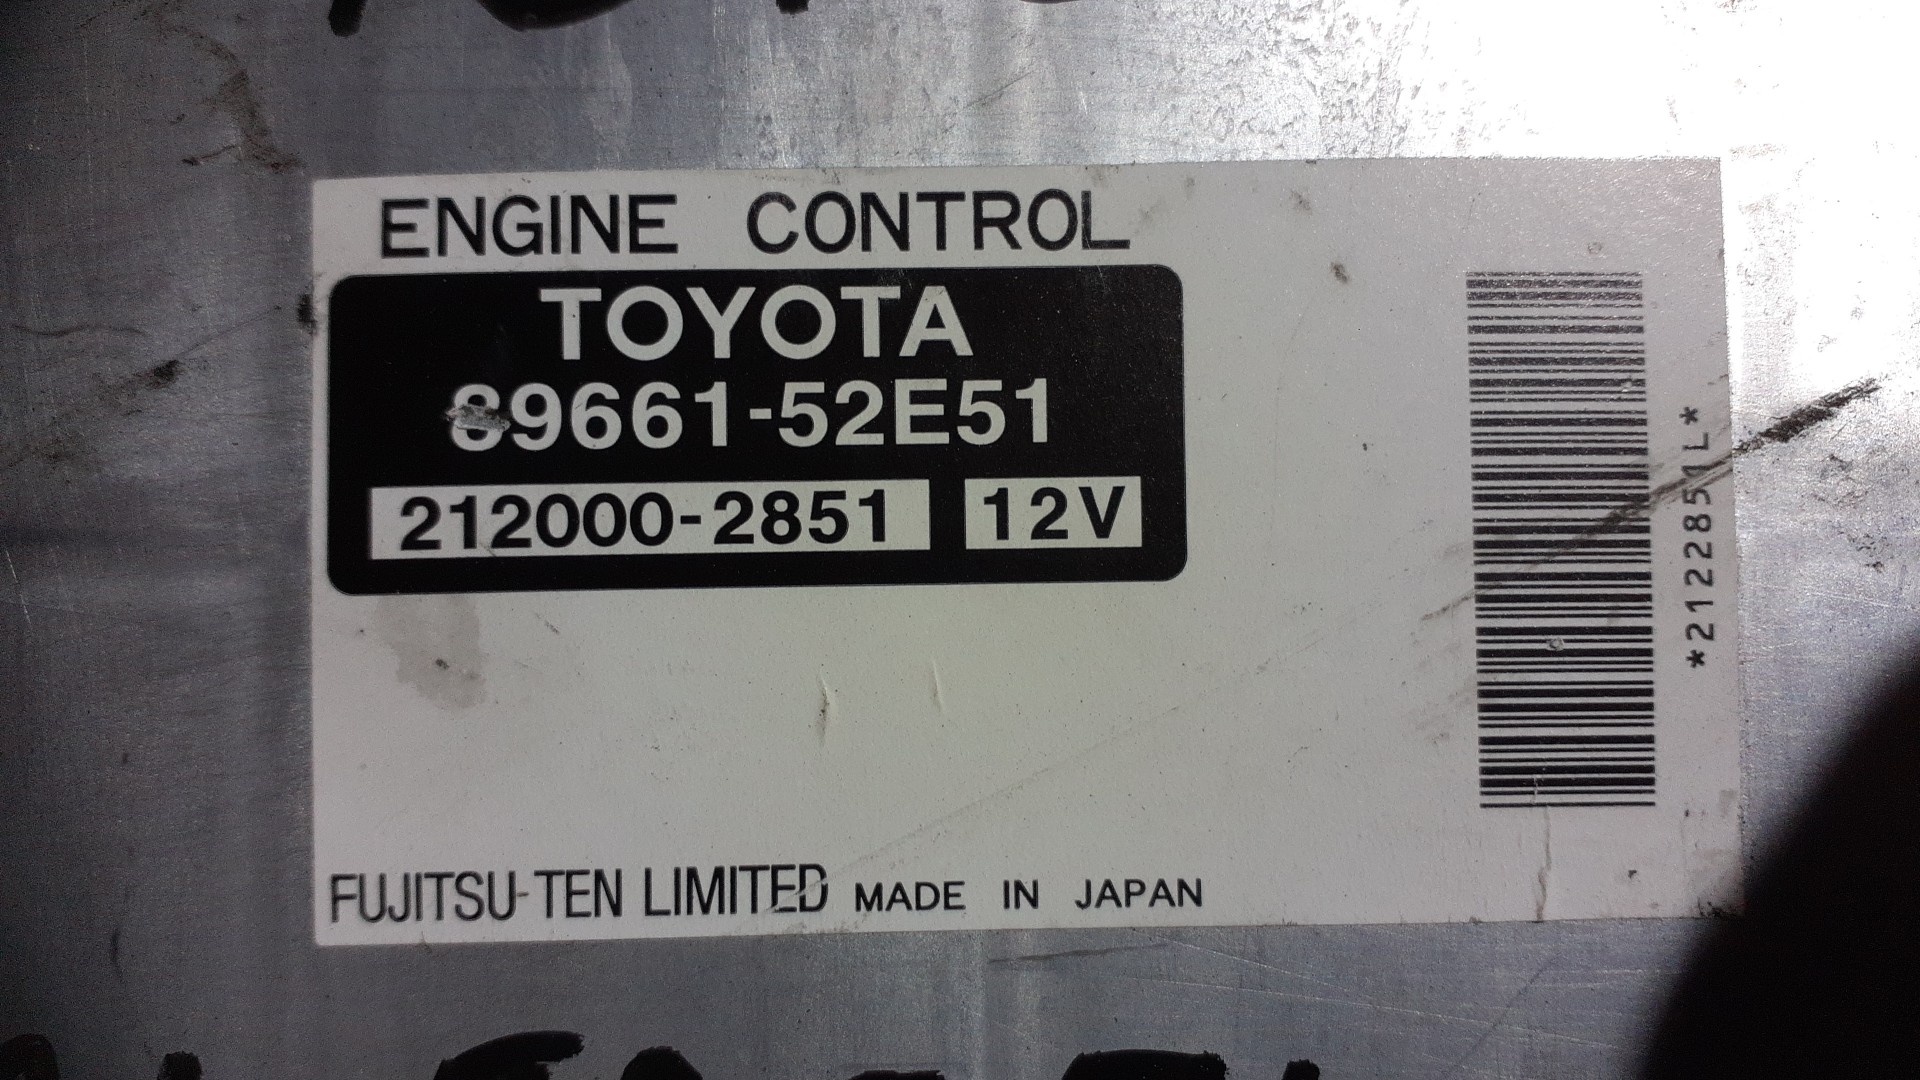 ENGINE CONTROL
TOYOTA
89661-52E51
212000-2851 12V
*2122851L*
FUJITSU-TEN LIMITED MADE IN JAPAN